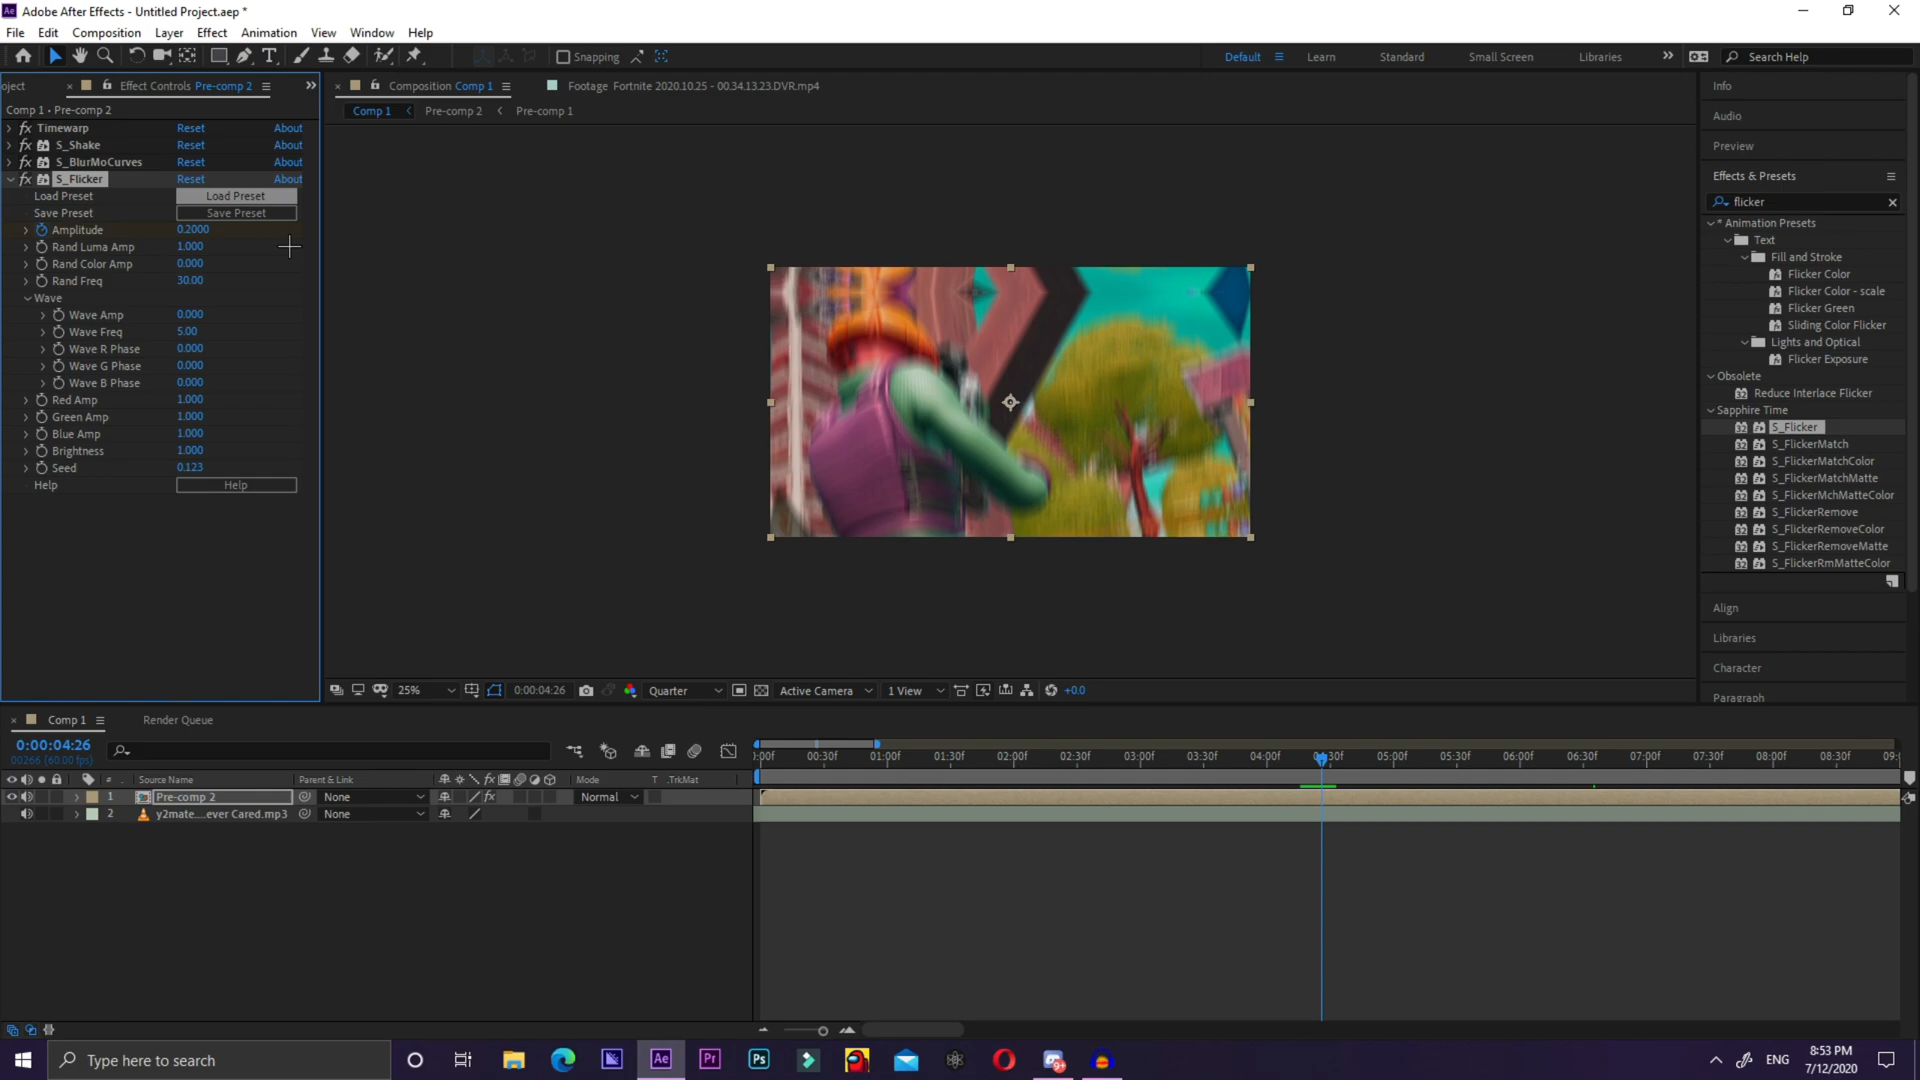 Adobe After Effects - Untitled Project.aep *
File Edit Composition Layer Effect Animation View Window Help
Snapping Default Learn Standard Small Screen Libraries Search Help
oject Effect Controls Pre-comp 2
Comp 1 • Pre-comp 2
Timewarp Reset About
S_Shake Reset About
S_BlurMoCurves Reset About
S_Flicker Reset About
Load Preset Load Preset
Save Preset Save Preset
Amplitude 0.2000
Rand Luma Amp 1.000
Rand Color Amp 0.000
Rand Freq 30.00
Wave
Wave Amp 0.000
Wave Freq 5.00
Wave R Phase 0.000
Wave G Phase 0.000
Wave B Phase 0.000
Red Amp 1.000
Green Amp 1.000
Blue Amp 1.000
Brightness 1.000
Seed 0.123
Help Help
Composition Comp 1 Footage Fortnite 2020.10.25 - 00.34.13.23.DVR.mp4
Comp 1 Pre-comp 2 Pre-comp 1
25% 0:00:04:26 Quarter Active Camera 1 View +0.0
Info
Audio
Preview
Effects & Presets
flicker
* Animation Presets
Text
Fill and Stroke
Flicker Color
Flicker Color - scale
Flicker Green
Sliding Color Flicker
Lights and Optical
Flicker Exposure
Obsolete
Reduce Interlace Flicker
Sapphire Time
S_Flicker
S_FlickerMatch
S_FlickerMatchColor
S_FlickerMatchMatte
S_FlickerMchMatteColor
S_FlickerRemove
S_FlickerRemoveColor
S_FlickerRemoveMatte
S_FlickerRmMatteColor
Align
Libraries
Character
Paragraph
Comp 1 Render Queue
0:00:04:26
00266 (60.00 fps)
# Source Name Parent & Link Mode T .TrkMat
1 Pre-comp 2 None Normal
2 y2mate....ever Cared.mp3 None
:00f 00:30f 01:00f 01:30f 02:00f 02:30f 03:00f 03:30f 04:00f 05:00f 05:30f 06:00f 06:30f 07:00f 07:30f 08:00f 08:30f 09:
Type here to search
ENG
8:53 PM
7/12/2020